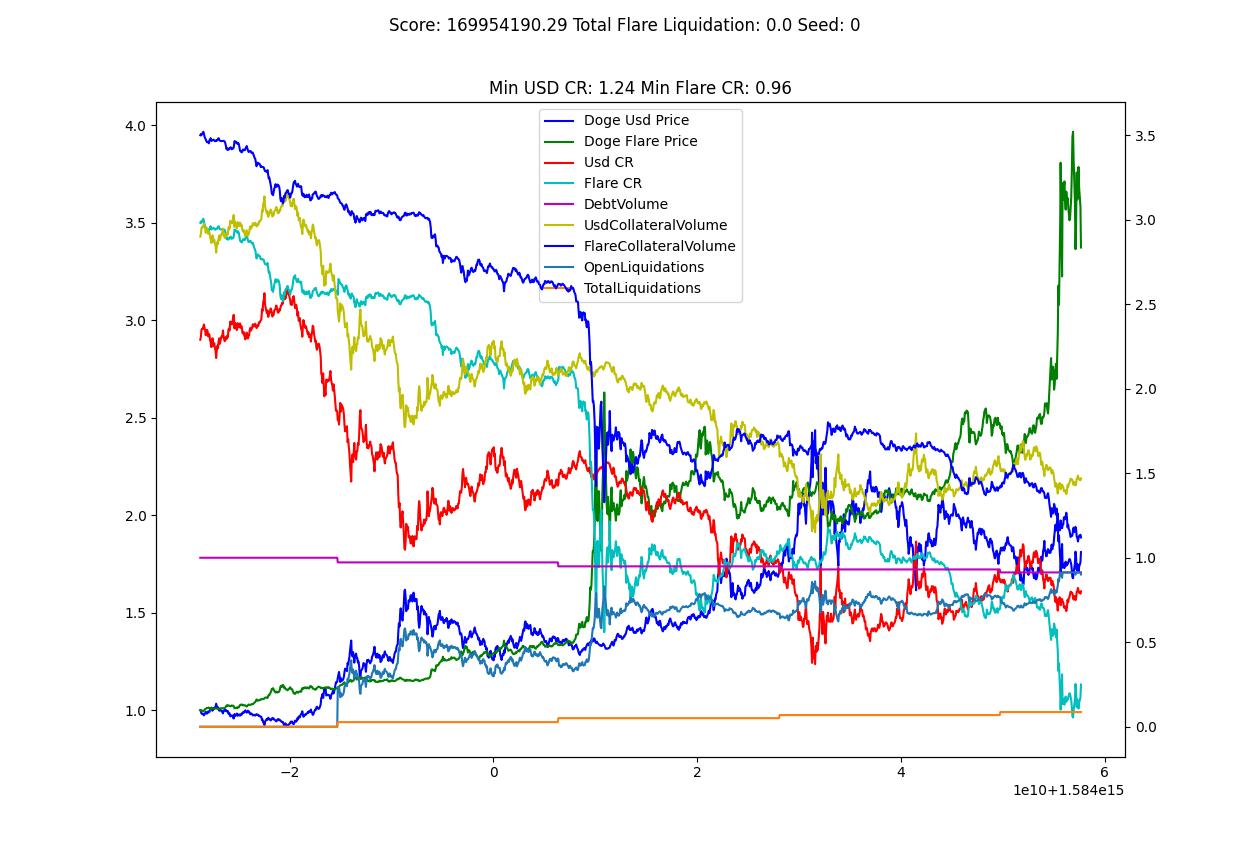 Score: 169954190.29 Total Flare Liquidation: 0.0 Seed: 0
Min USD CR: 1.24 Min Flare CR: 0.96
Doge Usd Price
Doge Flare Price
Usd CR
Flare CR
DebtVolume
UsdCollateralVolume
FlareCollateralVolume
OpenLiquidations
TotalLiquidations
4.0
3.5
3.0
2.5
2.0
1.5
1.0
3.5
3.0
2.5
2.0
1.5
1.0
0.5
0.0
−2 0 2 4 6
1e10+1.584e15